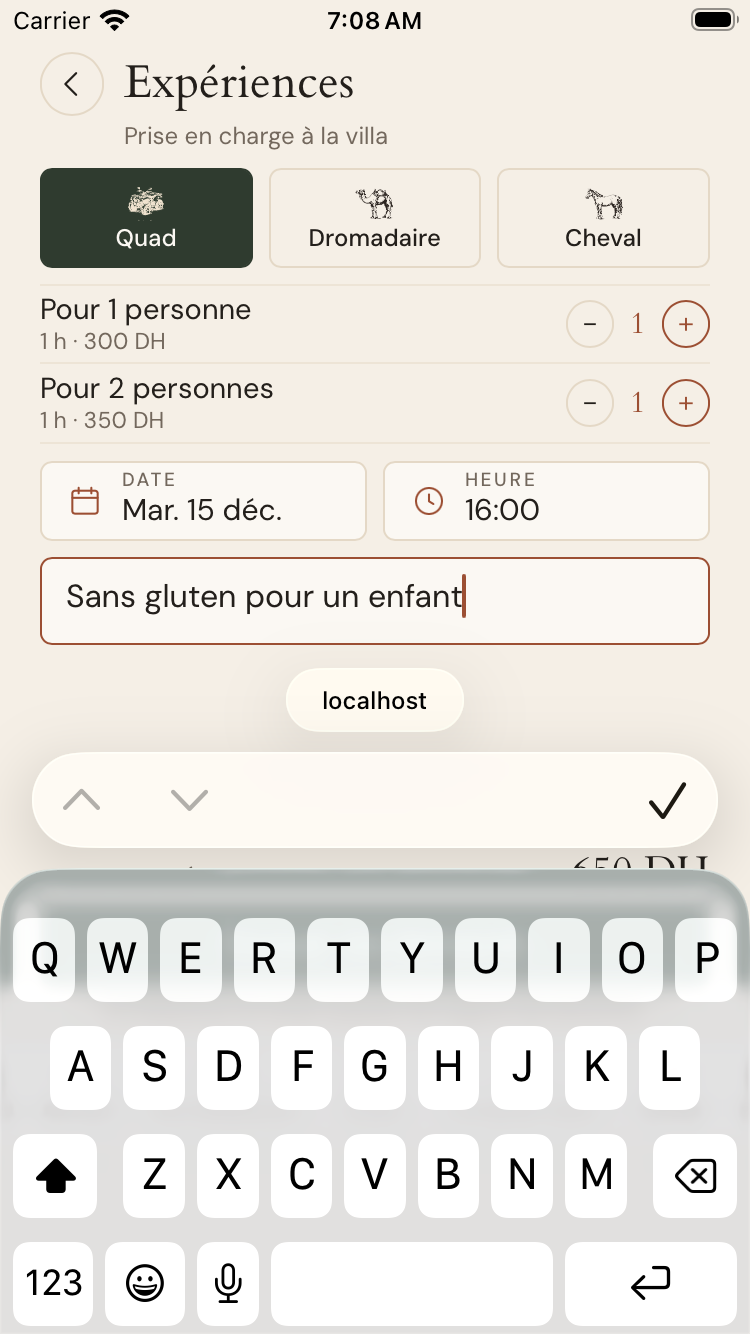 Carrier 7:08 AM
Expériences
Prise en charge à la villa
Quad Dromadaire Cheval
Pour 1 personne
1 h · 300 DH
− 1 +
Pour 2 personnes
1 h · 350 DH
− 1 +
DATE
Mar. 15 déc.
HEURE
16:00
Sans gluten pour un enfant
localhost
650 DH
Q W E R T Y U I O P
A S D F G H J K L
Z X C V B N M
123